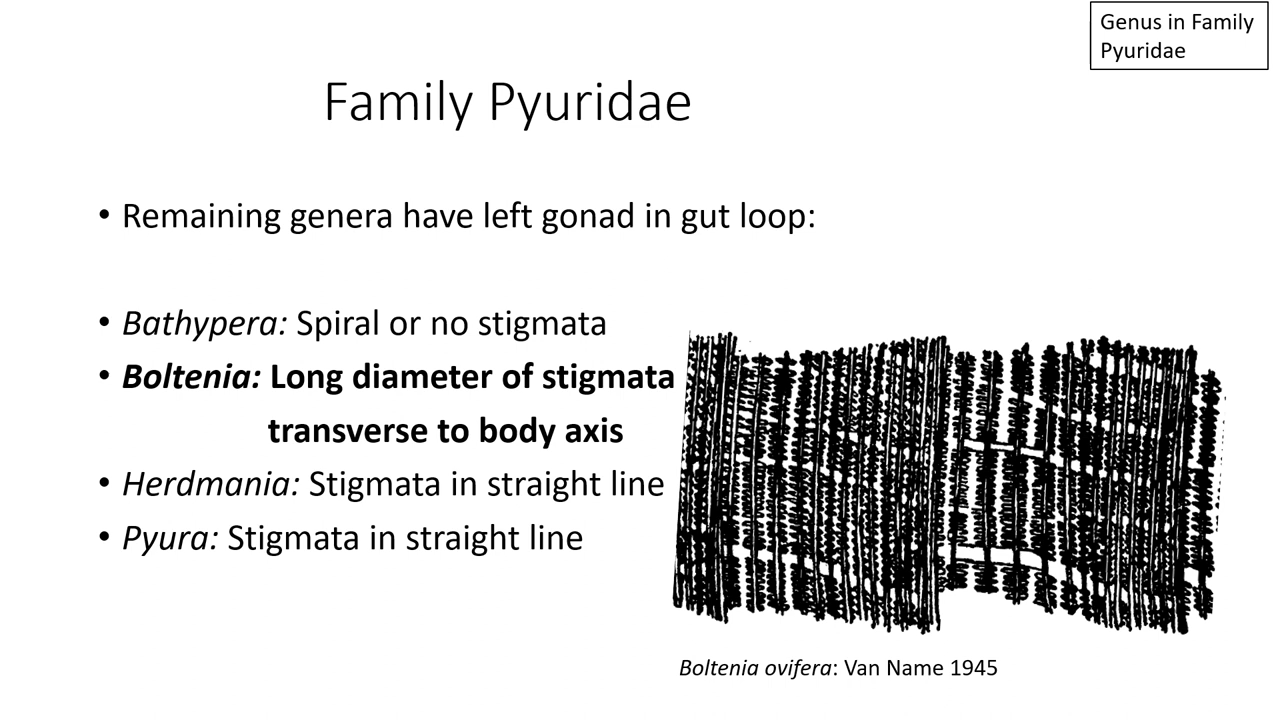 Genus in Family
Pyuridae
Family Pyuridae
• Remaining genera have left gonad in gut loop:
• Bathypera: Spiral or no stigmata
• Boltenia: Long diameter of stigmata
transverse to body axis
• Herdmania: Stigmata in straight line
• Pyura: Stigmata in straight line
Boltenia ovifera: Van Name 1945